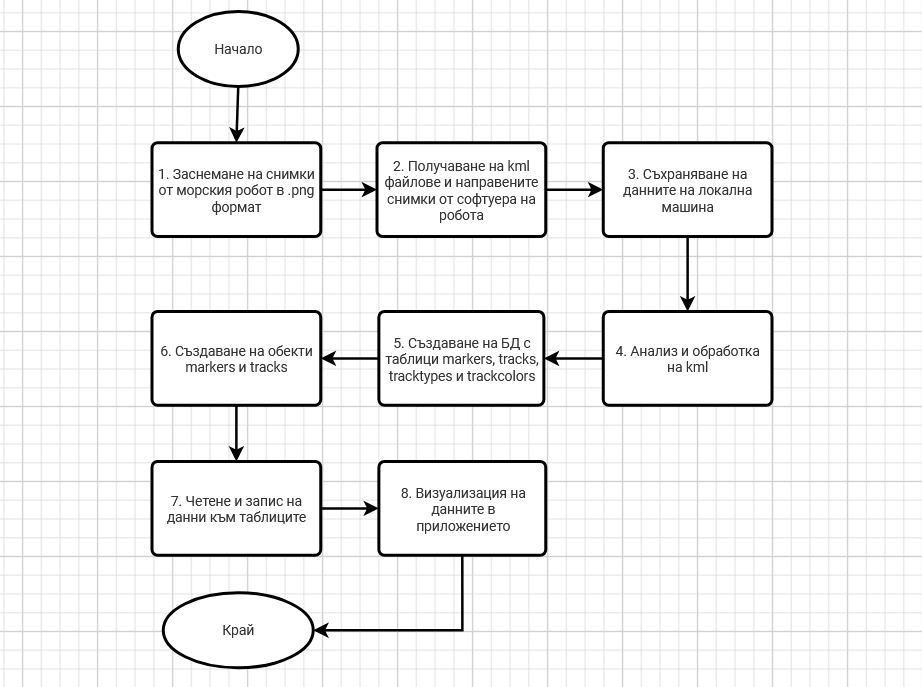 Начало
1. Заснемане на снимки
от морския робот в .png
формат
2. Получаване на kml
файлове и направените
снимки от софтуера на
робота
3. Съхраняване на
данните на локална
машина
4. Анализ и обработка
на kml
5. Създаване на БД с
таблици markers, tracks,
tracktypes и trackcolors
6. Създаване на обекти
markers и tracks
7. Четене и запис на
данни към таблиците
8. Визуализация на
данните в
приложението
Край